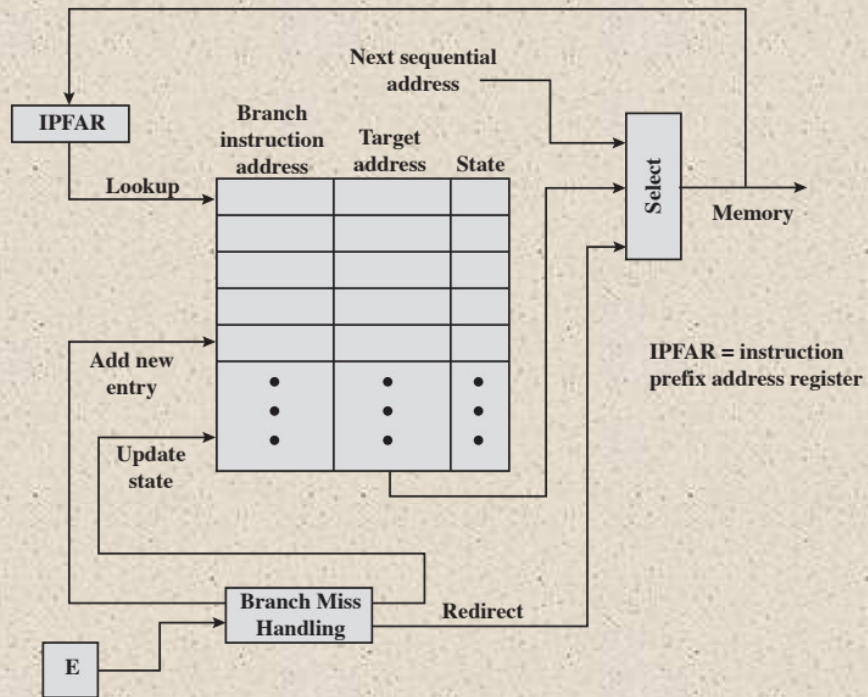 Next sequential
address
IPFAR
Branch
instruction
address
Target
address
State
Lookup
Select
Memory
Add new
entry
IPFAR = instruction
prefix address register
Update
state
Branch Miss
Handling
Redirect
E